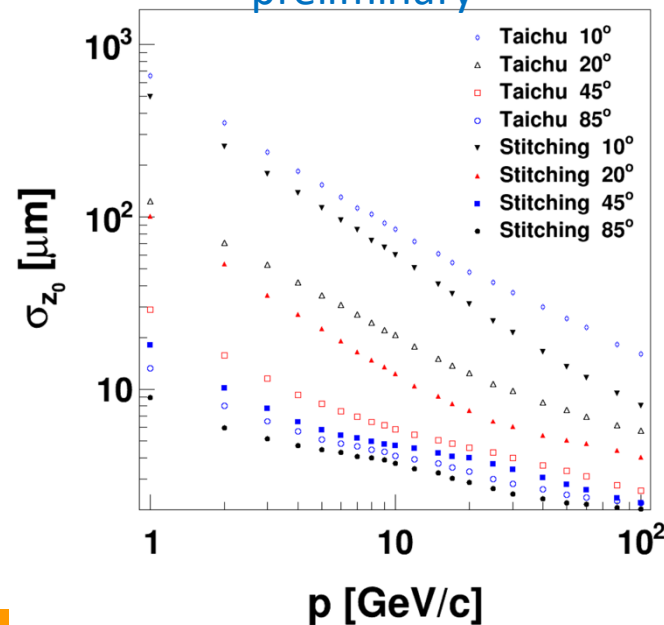 preliminary
10³
10²
10
σz₀ [μm]
Taichu 10°
Taichu 20°
Taichu 45°
Taichu 85°
Stitching 10°
Stitching 20°
Stitching 45°
Stitching 85°
1 10 10²
p [GeV/c]